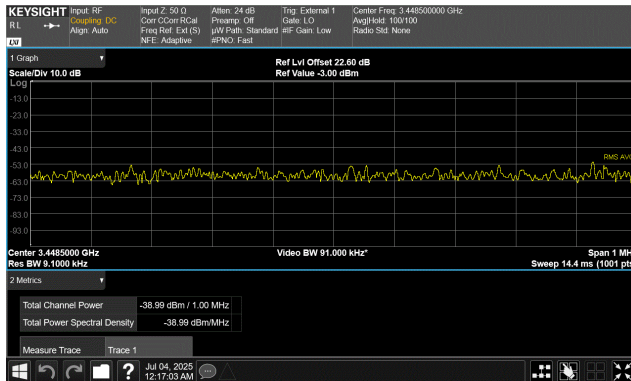 KEYSIGHT
RL
LXI
Input: RF
Coupling: DC
Align: Auto
Input Z: 50 Ω
Corr CCorr RCal
Freq Ref: Ext (S)
NFE: Adaptive
Atten: 24 dB
Preamp: Off
µW Path: Standard
#PNO: Fast
Trig: External 1
Gate: LO
#IF Gain: Low
Center Freq: 3.448500000 GHz
Avg|Hold: 100/100
Radio Std: None
1 Graph
Scale/Div 10.0 dB
Ref Lvl Offset 22.60 dB
Ref Value -3.00 dBm
Log
-13.0
-23.0
-33.0
-43.0
-53.0
-63.0
-73.0
-83.0
-93.0
RMS AVG
Center 3.4485000 GHz
Res BW 9.1000 kHz
Video BW 91.000 kHz*
Span 1 MH
Sweep 14.4 ms (1001 pts
2 Metrics
Total Channel Power -38.99 dBm / 1.00 MHz
Total Power Spectral Density -38.99 dBm/MHz
Measure Trace Trace 1
?
Jul 04, 2025
12:17:03 AM